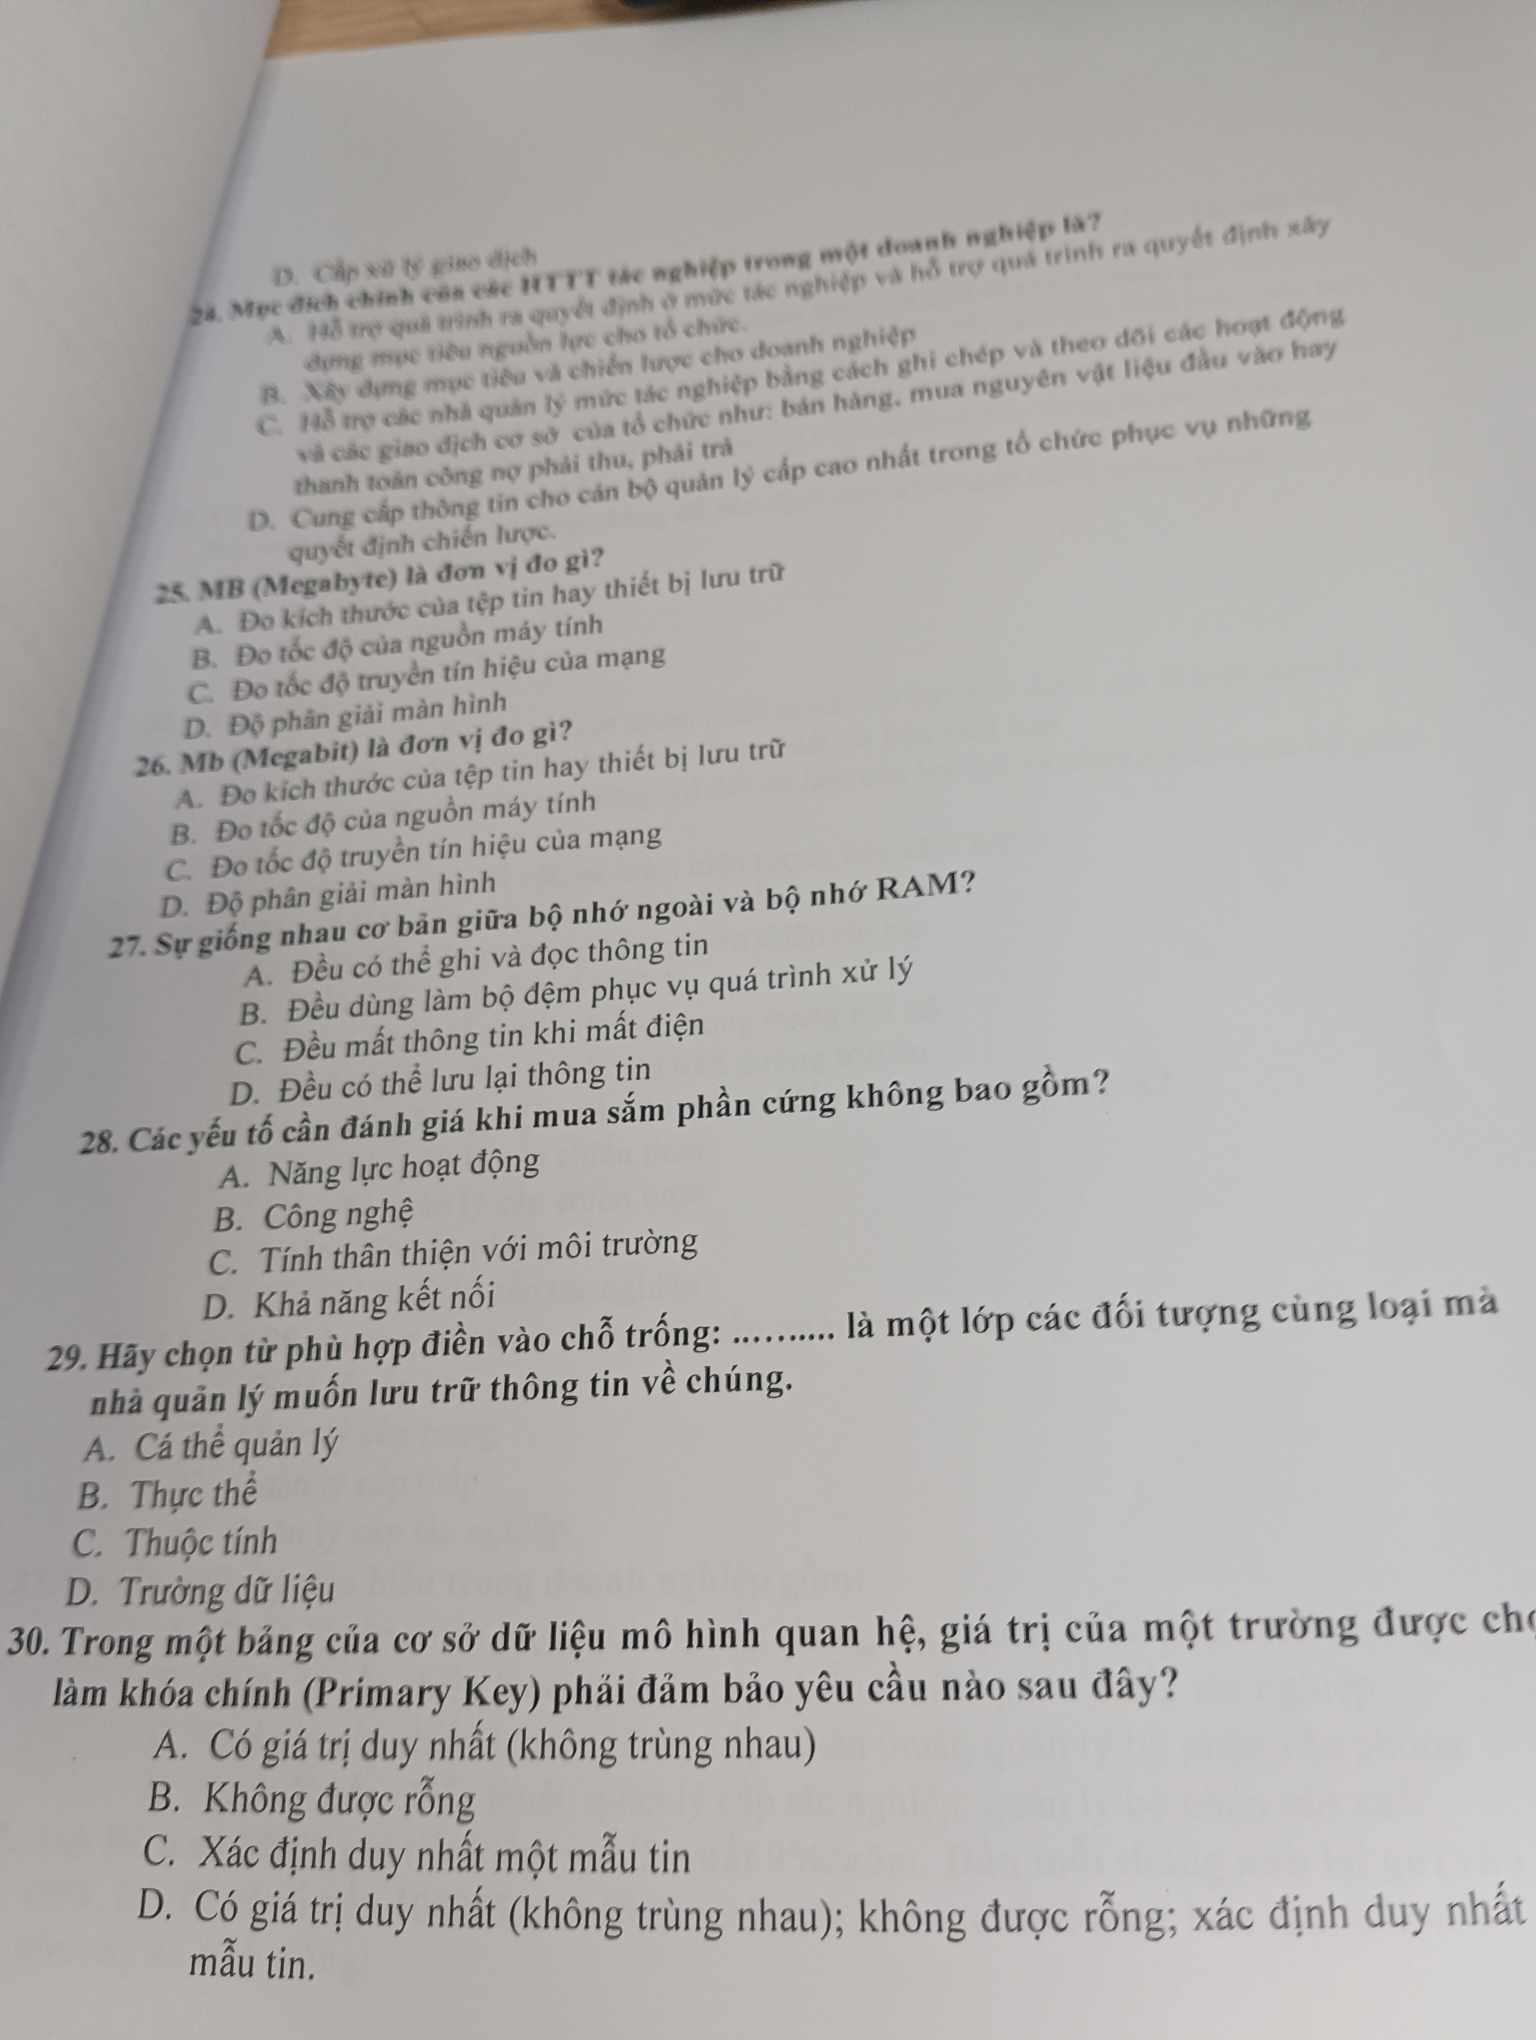 D. Cấp xử lý giao dịch
24. Mục đích chính của các HTTT tác nghiệp trong một doanh nghiệp là?
A. Hỗ trợ quá trình ra quyết định ở mức tác nghiệp và hỗ trợ quá trình ra quyết định xây
dựng mục tiêu nguồn lực cho tổ chức.
B. Xây dựng mục tiêu và chiến lược cho doanh nghiệp
C. Hỗ trợ các nhà quản lý mức tác nghiệp bằng cách ghi chép và theo dõi các hoạt động
và các giao dịch cơ sở của tổ chức như: bán hàng, mua nguyên vật liệu đầu vào hay
thanh toán công nợ phải thu, phải trả
D. Cung cấp thông tin cho cán bộ quản lý cấp cao nhất trong tổ chức phục vụ những
quyết định chiến lược.
25. MB (Megabyte) là đơn vị đo gì?
A. Đo kích thước của tệp tin hay thiết bị lưu trữ
B. Đo tốc độ của nguồn máy tính
C. Đo tốc độ truyền tín hiệu của mạng
D. Độ phân giải màn hình
26. Mb (Megabit) là đơn vị đo gì?
A. Đo kích thước của tệp tin hay thiết bị lưu trữ
B. Đo tốc độ của nguồn máy tính
C. Đo tốc độ truyền tín hiệu của mạng
D. Độ phân giải màn hình
27. Sự giống nhau cơ bản giữa bộ nhớ ngoài và bộ nhớ RAM?
A. Đều có thể ghi và đọc thông tin
B. Đều dùng làm bộ đệm phục vụ quá trình xử lý
C. Đều mất thông tin khi mất điện
D. Đều có thể lưu lại thông tin
28. Các yếu tố cần đánh giá khi mua sắm phần cứng không bao gồm?
A. Năng lực hoạt động
B. Công nghệ
C. Tính thân thiện với môi trường
D. Khả năng kết nối
29. Hãy chọn từ phù hợp điền vào chỗ trống: .......... là một lớp các đối tượng cùng loại mà
nhà quản lý muốn lưu trữ thông tin về chúng.
A. Cá thể quản lý
B. Thực thể
C. Thuộc tính
D. Trường dữ liệu
30. Trong một bảng của cơ sở dữ liệu mô hình quan hệ, giá trị của một trường được
làm khóa chính (Primary Key) phải đảm bảo yêu cầu nào sau đây?
A. Có giá trị duy nhất (không trùng nhau)
B. Không được rỗng
C. Xác định duy nhất một mẫu tin
D. Có giá trị duy nhất (không trùng nhau); không được rỗng; xác định duy nhất
mẫu tin.